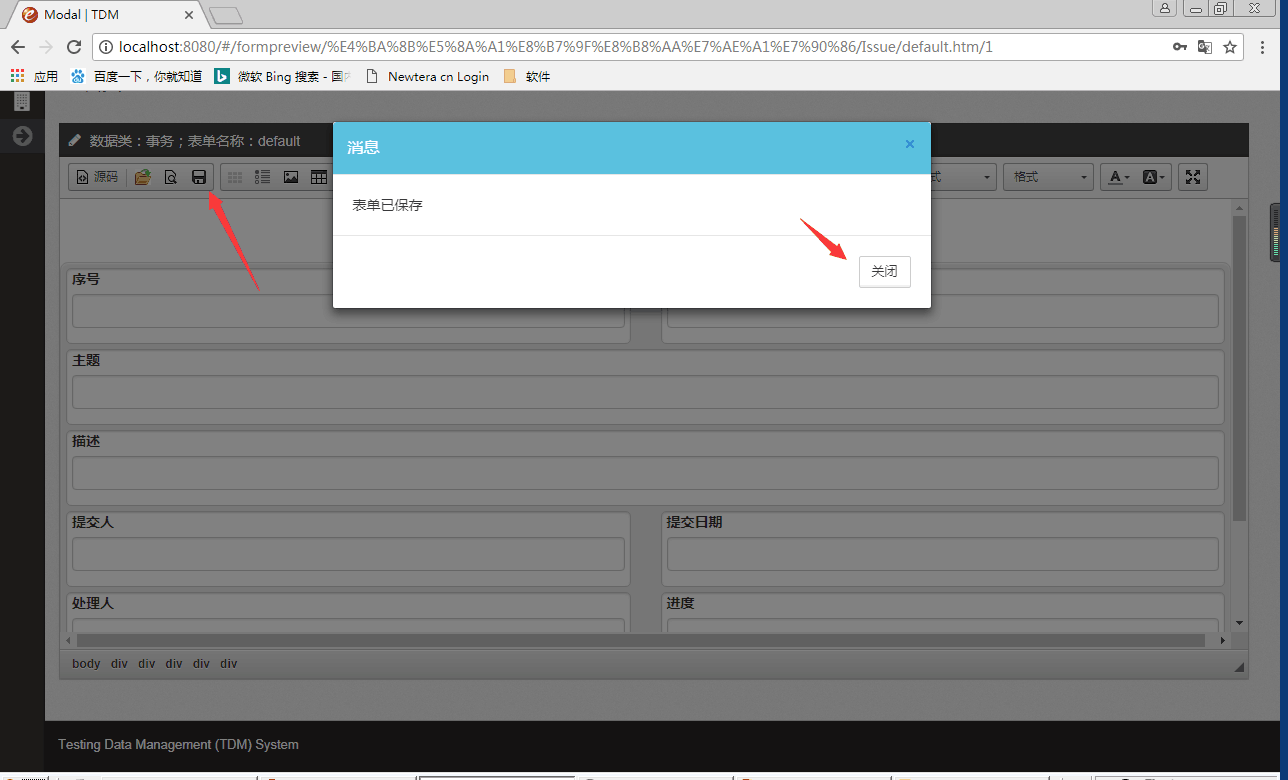 Modal | TDM
localhost:8080/#/formpreview/%E4%BA%8B%E5%8A%A1%E8%B7%9F%E8%B8%AA%E7%AE%A1%E7%90%86/Issue/default.htm/1
应用 百度一下，你就知道 微软 Bing 搜索 - 国 Newtera cn Login 软件
数据类：事务；表单名称：default
消息
×
源码
式 格式 A A
表单已保存
关闭
序号
主题
描述
提交人 提交日期
处理人 进度
body div div div div div
Testing Data Management (TDM) System